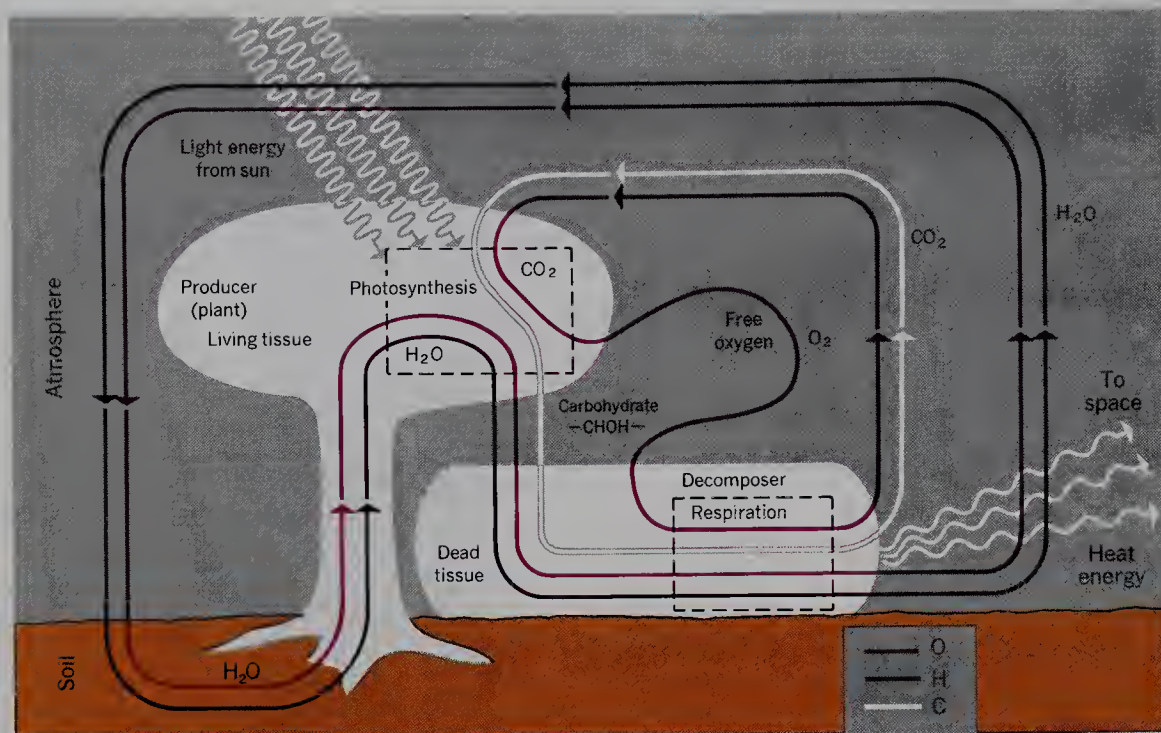 Light energy
from sun
H₂O
CO₂
CO₂
Producer
(plant)
Photosynthesis
Living tissue
Free
oxygen
O₂
H₂O
Atmosphere
Carbohydrate
—CHOH—
To
space
Decomposer
Respiration
Dead
tissue
Heat
energy
Soil
H₂O
O
H
C